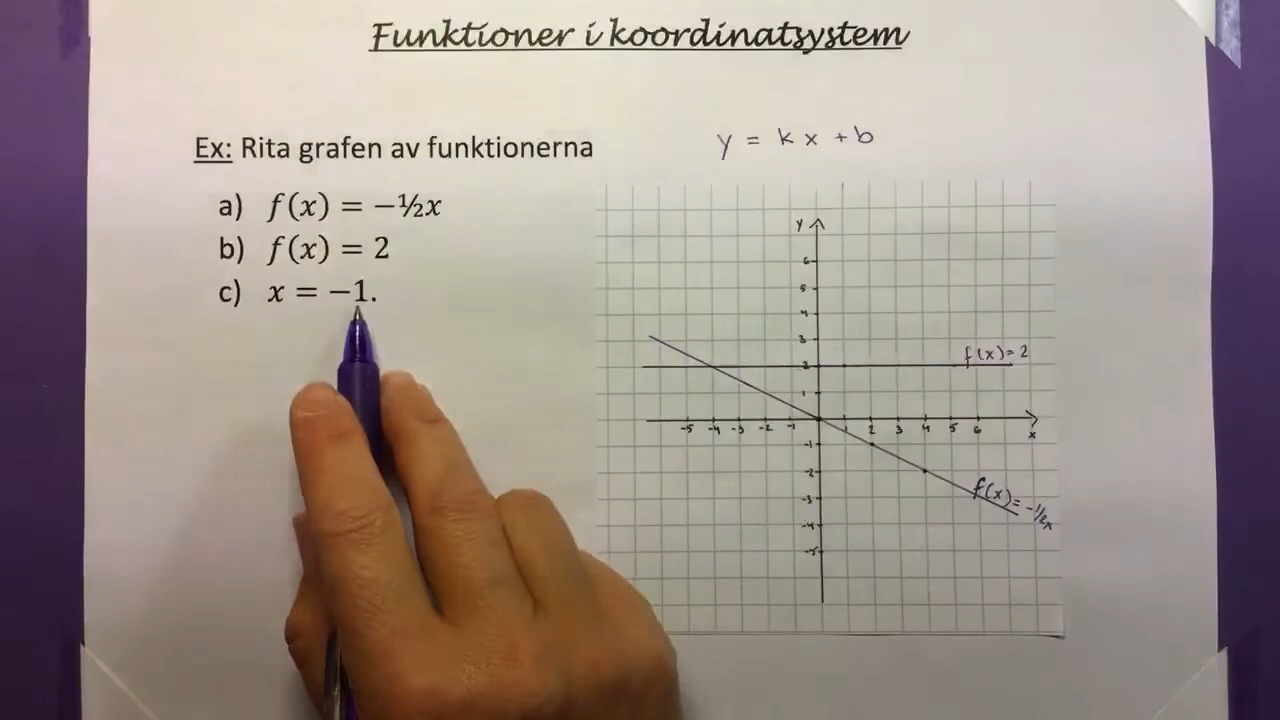 Funktioner i koordinatsystem
Ex: Rita grafen av funktionerna
y = kx + b
a) f(x) = −½x
b) f(x) = 2
c) x = −1.
y
6
5
4
3
f(x) = 2
2
1
-5 -4 -3 -2 -1 2 3 4 5 6
x
-1
-2
-3
f(x) = -1/2x
-4
-5